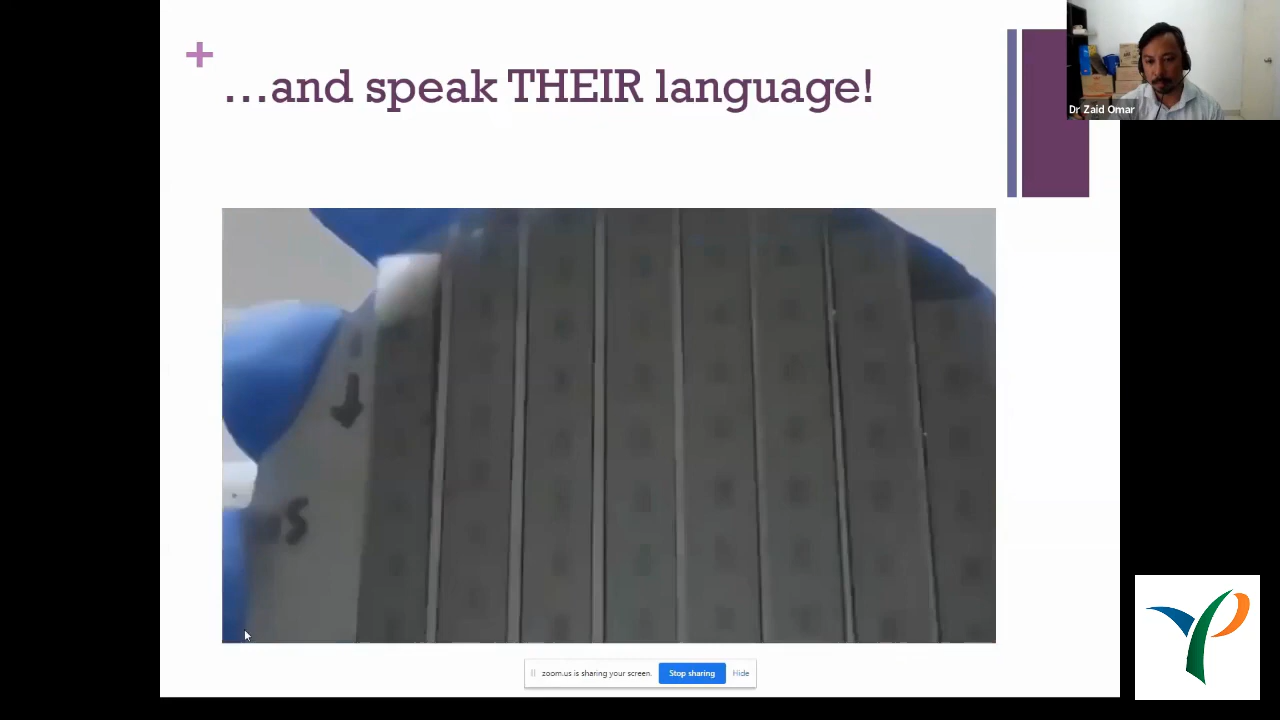 …and speak THEIR language!
Dr Zaid Omar
zoom.us is sharing your screen.
Stop sharing
Hide